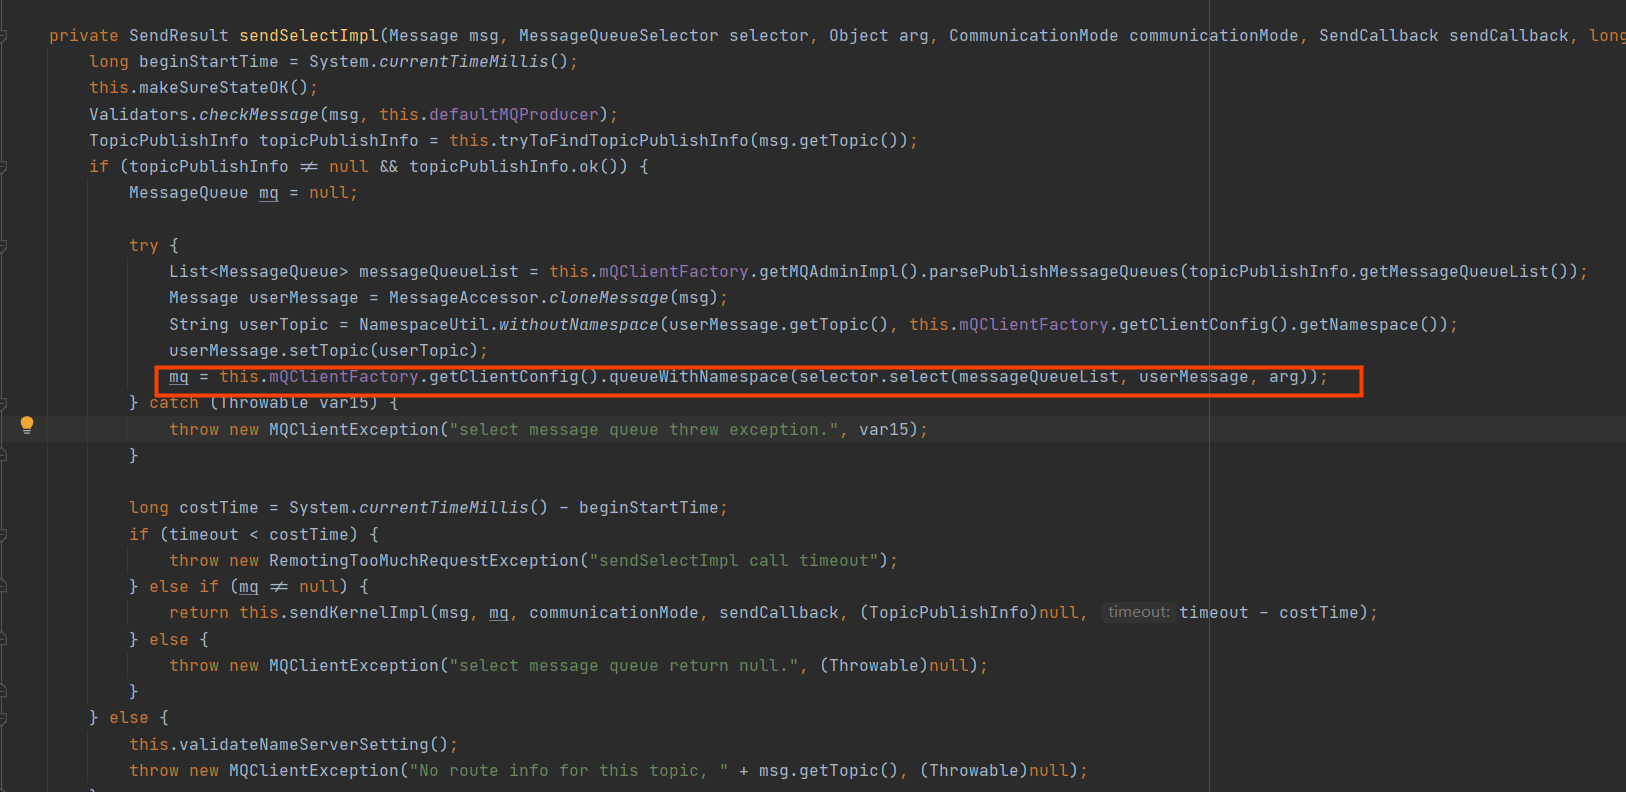 private SendResult sendSelectImpl(Message msg, MessageQueueSelector selector, Object arg, CommunicationMode communicationMode, SendCallback sendCallback, long
long beginStartTime = System.currentTimeMillis();
this.makeSureStateOK();
Validators.checkMessage(msg, this.defaultMQProducer);
TopicPublishInfo topicPublishInfo = this.tryToFindTopicPublishInfo(msg.getTopic());
if (topicPublishInfo ≠ null && topicPublishInfo.ok()) {
MessageQueue mq = null;
try {
List<MessageQueue> messageQueueList = this.mQClientFactory.getMQAdminImpl().parsePublishMessageQueues(topicPublishInfo.getMessageQueueList());
Message userMessage = MessageAccessor.cloneMessage(msg);
String userTopic = NamespaceUtil.withoutNamespace(userMessage.getTopic(), this.mQClientFactory.getClientConfig().getNamespace());
userMessage.setTopic(userTopic);
mq = this.mQClientFactory.getClientConfig().queueWithNamespace(selector.select(messageQueueList, userMessage, arg));
} catch (Throwable var15) {
throw new MQClientException("select message queue threw exception.", var15);
}
long costTime = System.currentTimeMillis() - beginStartTime;
if (timeout < costTime) {
throw new RemotingTooMuchRequestException("sendSelectImpl call timeout");
} else if (mq ≠ null) {
return this.sendKernelImpl(msg, mq, communicationMode, sendCallback, (TopicPublishInfo)null, timeout: timeout - costTime);
} else {
throw new MQClientException("select message queue return null.", (Throwable)null);
}
} else {
this.validateNameServerSetting();
throw new MQClientException("No route info for this topic, " + msg.getTopic(), (Throwable)null);